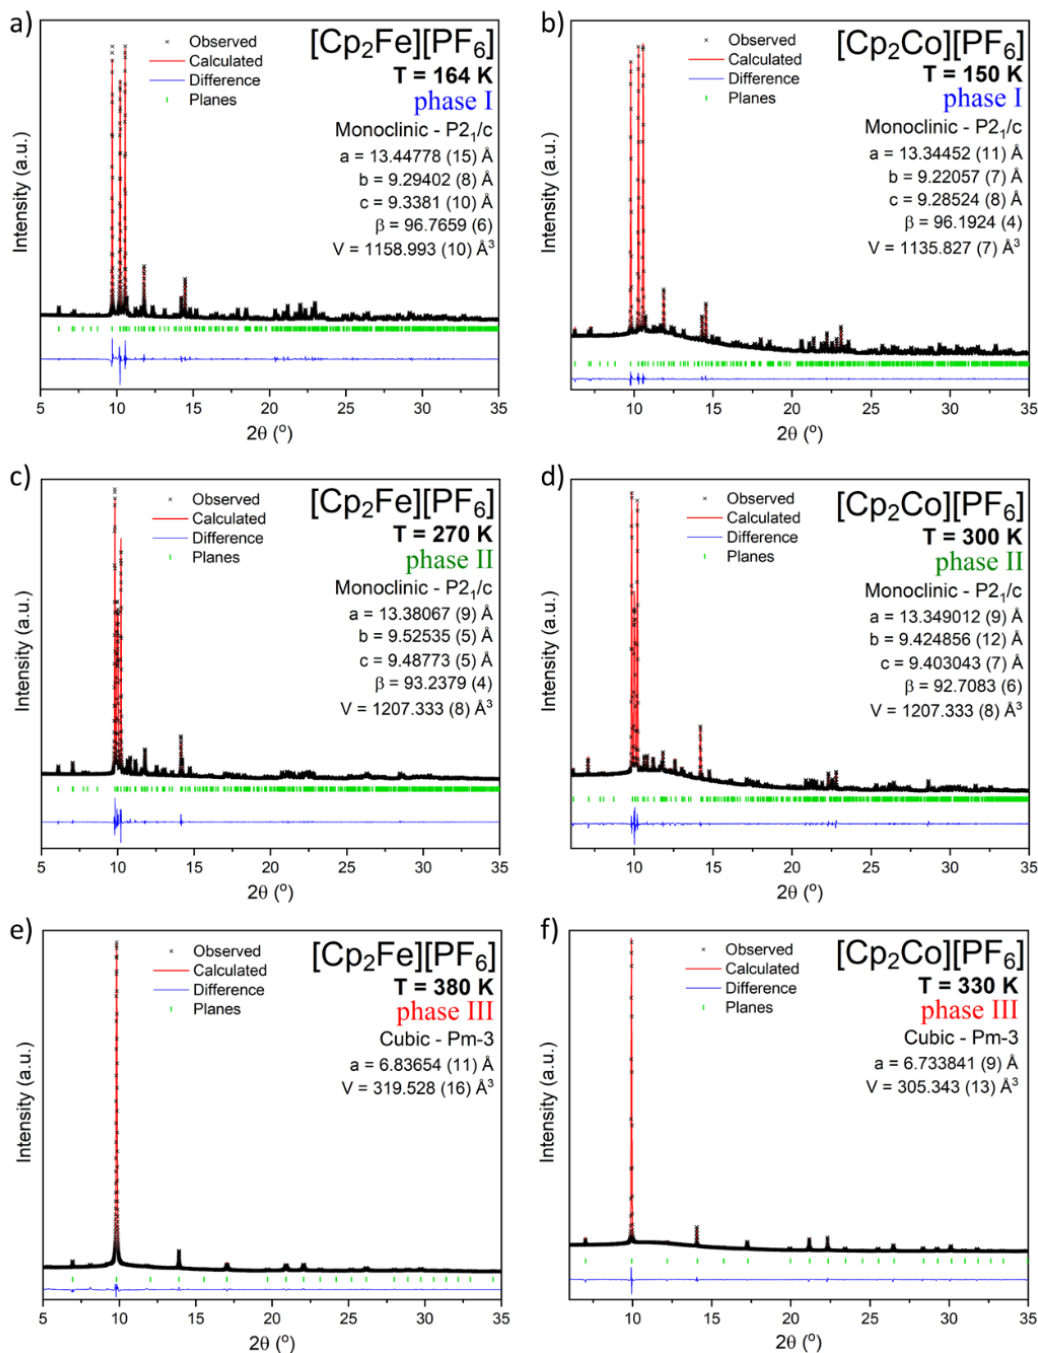 a)
Observed
Calculated
Difference
Planes
[Cp₂Fe][PF₆]
T = 164 K
phase I
Monoclinic - P2₁/c
a = 13.44778 (15) Å
b = 9.29402 (8) Å
c = 9.3381 (10) Å
β = 96.7659 (6)
V = 1158.993 (10) Å³
Intensity (a.u.)
5 10 15 20 25 30 35
2θ (°)
b)
Observed
Calculated
Difference
Planes
[Cp₂Co][PF₆]
T = 150 K
phase I
Monoclinic - P2₁/c
a = 13.34452 (11) Å
b = 9.22057 (7) Å
c = 9.28524 (8) Å
β = 96.1924 (4)
V = 1135.827 (7) Å³
Intensity (a.u.)
10 15 20 25 30 35
2θ (°)
c)
Observed
Calculated
Difference
Planes
[Cp₂Fe][PF₆]
T = 270 K
phase II
Monoclinic - P2₁/c
a = 13.38067 (9) Å
b = 9.52535 (5) Å
c = 9.48773 (5) Å
β = 93.2379 (4)
V = 1207.333 (8) Å³
Intensity (a.u.)
5 10 15 20 25 30 35
2θ (°)
d)
Observed
Calculated
Difference
Planes
[Cp₂Co][PF₆]
T = 300 K
phase II
Monoclinic - P2₁/c
a = 13.349012 (9) Å
b = 9.424856 (12) Å
c = 9.403043 (7) Å
β = 92.7083 (6)
V = 1207.333 (8) Å³
Intensity (a.u.)
10 15 20 25 30 35
2θ (°)
e)
Observed
Calculated
Difference
Planes
[Cp₂Fe][PF₆]
T = 380 K
phase III
Cubic - Pm-3
a = 6.83654 (11) Å
V = 319.528 (16) Å³
Intensity (a.u.)
5 10 15 20 25 30 35
2θ (°)
f)
Observed
Calculated
Difference
Planes
[Cp₂Co][PF₆]
T = 330 K
phase III
Cubic - Pm-3
a = 6.733841 (9) Å
V = 305.343 (13) Å³
Intensity (a.u.)
10 15 20 25 30 35
2θ (°)